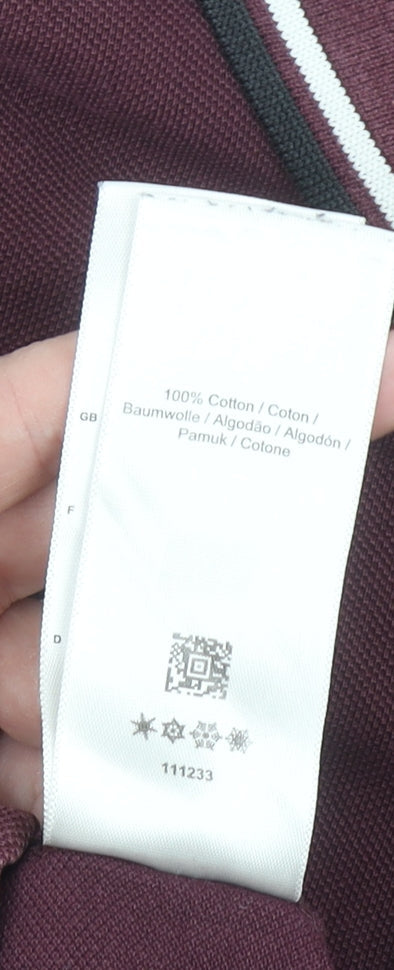 100% Cotton / Coton /
Baumwolle / Algodão / Algodón /
Pamuk / Cotone
GB
F
D
111233